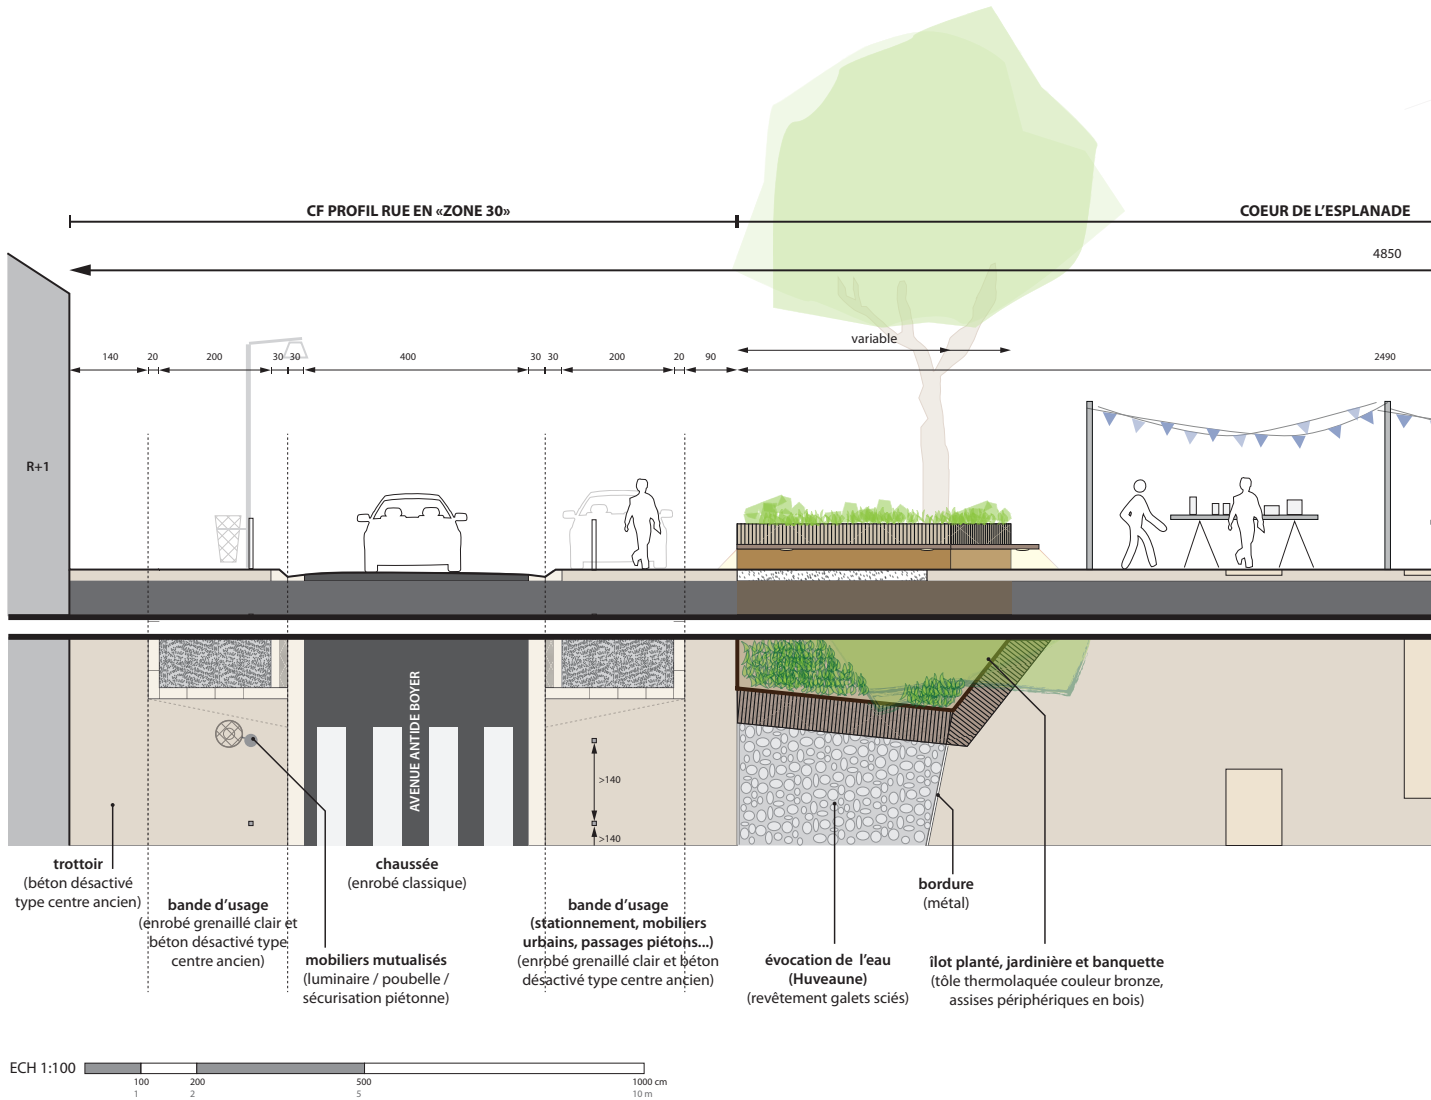 CF PROFIL RUE EN «ZONE 30»
COEUR DE L'ESPLANADE
4850
variable
140 20 200 30 30 400 30 30 200 20 90 2490
R+1
AVENUE ANTIDE BOYER
>140
>140
trottoir
(béton désactivé
type centre ancien)
bande d'usage
(enrobé grenaillé clair et
béton désactivé type
centre ancien)
mobiliers mutualisés
(luminaire / poubelle /
sécurisation piétonne)
chaussée
(enrobé classique)
bande d'usage
(stationnement, mobiliers
urbains, passages piétons...)
(enrobé grenaillé clair et béton
désactivé type centre ancien)
évocation de l'eau
(Huveaune)
(revêtement galets sciés)
bordure
(métal)
îlot planté, jardinière et banquette
(tôle thermolaquée couleur bronze,
assises périphériques en bois)
ECH 1:100
100 200 500 1000 cm
1 2 5 10 m